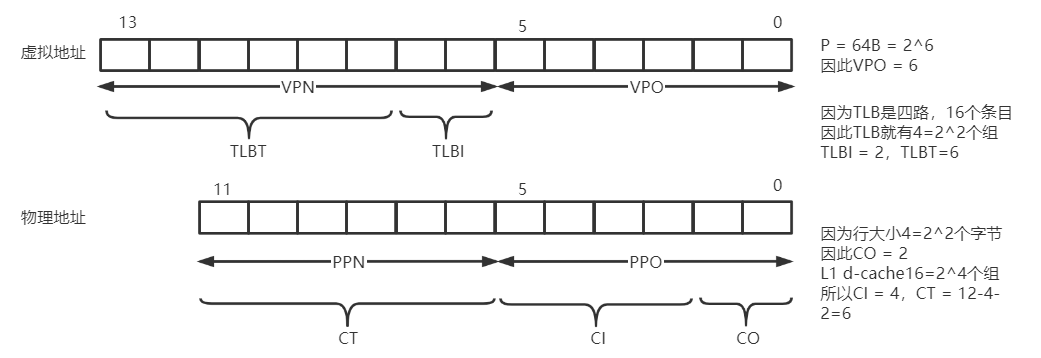 13
5
0
虚拟地址
P = 64B = 2^6
因此VPO = 6
VPN
VPO
因为TLB是四路，16个条目
因此TLB就有4=2^2个组
TLBI = 2，TLBT=6
TLBT
TLBI
11
5
0
物理地址
因为行大小4=2^2个字节
因此CO = 2
L1 d-cache16=2^4个组
所以CI = 4，CT = 12-4-
2=6
PPN
PPO
CT
CI
CO